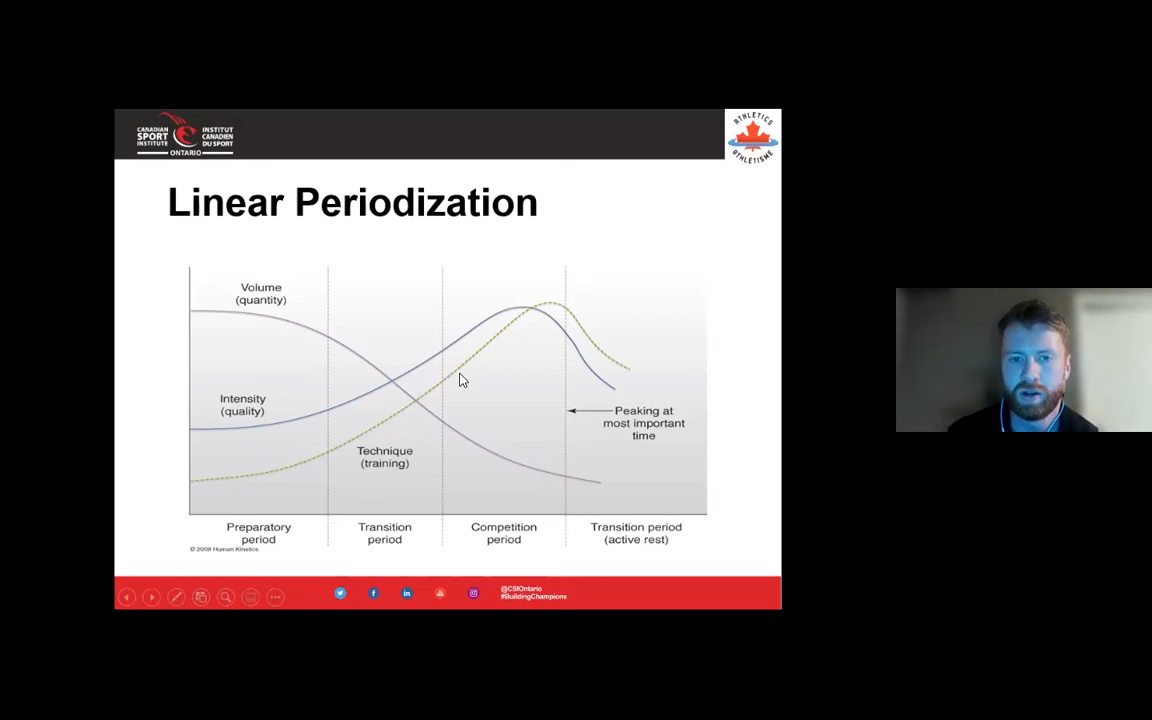 CANADIAN
SPORT
INSTITUTE
INSTITUT
CANADIEN
DU SPORT
ONTARIO
ATHLETICS
ATHLÉTISME
Linear Periodization
Volume
(quantity)
Intensity
(quality)
Technique
(training)
Peaking at
most important
time
Preparatory
period
Transition
period
Competition
period
Transition period
(active rest)
© 2008 Human Kinetics
@CSIOntario
#BuildingChampions